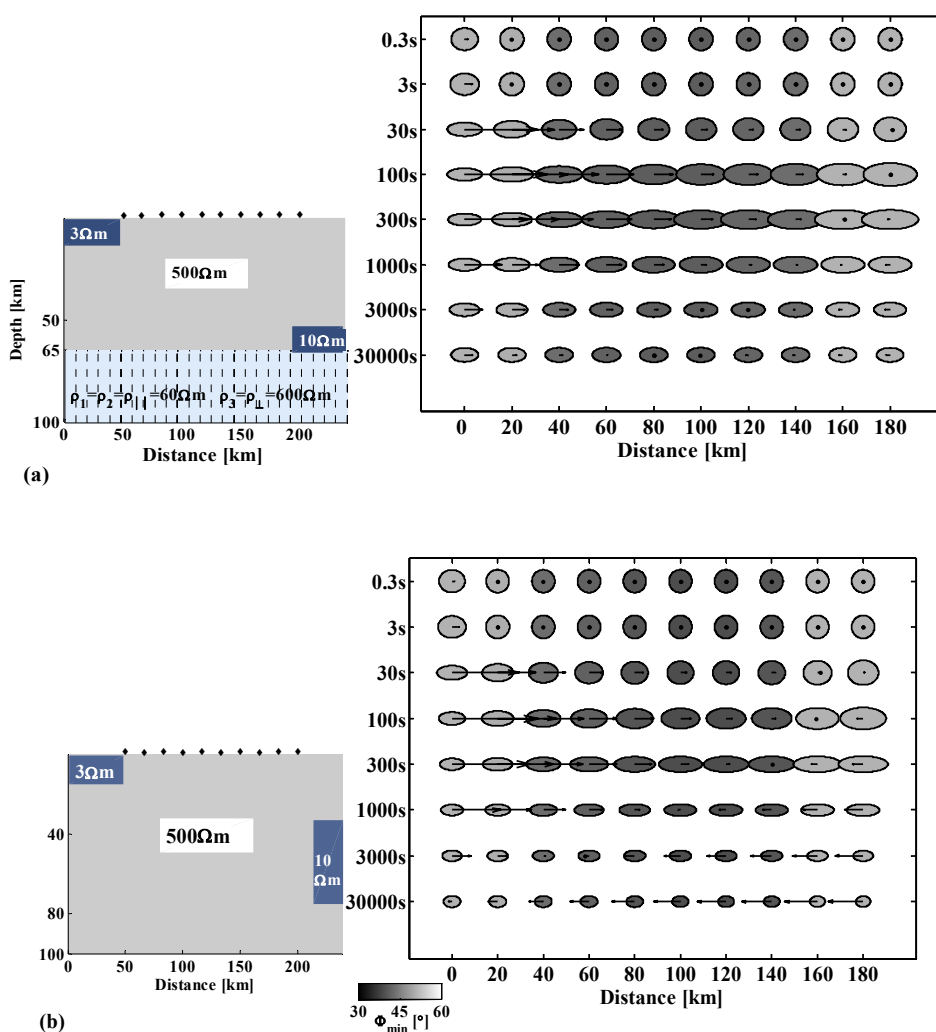 0.3s
3s
30s
100s
300s
1000s
3000s
30000s
0 20 40 60 80 100 120 140 160 180
Distance [km]
3Ωm
500Ωm
10Ωm
Depth [km]
50
65
100
ρ1=ρ2=ρ||=60Ωm ρ3=ρ⊥=600Ωm
0 50 100 150 200
Distance [km]
(a)
0.3s
3s
30s
100s
300s
1000s
3000s
30000s
0 20 40 60 80 100 120 140 160 180
Distance [km]
3Ωm
500Ωm
10
Ωm
40
80
100
0 50 100 150 200
Distance [km]
(b)
30 45 60
Φmin [°]